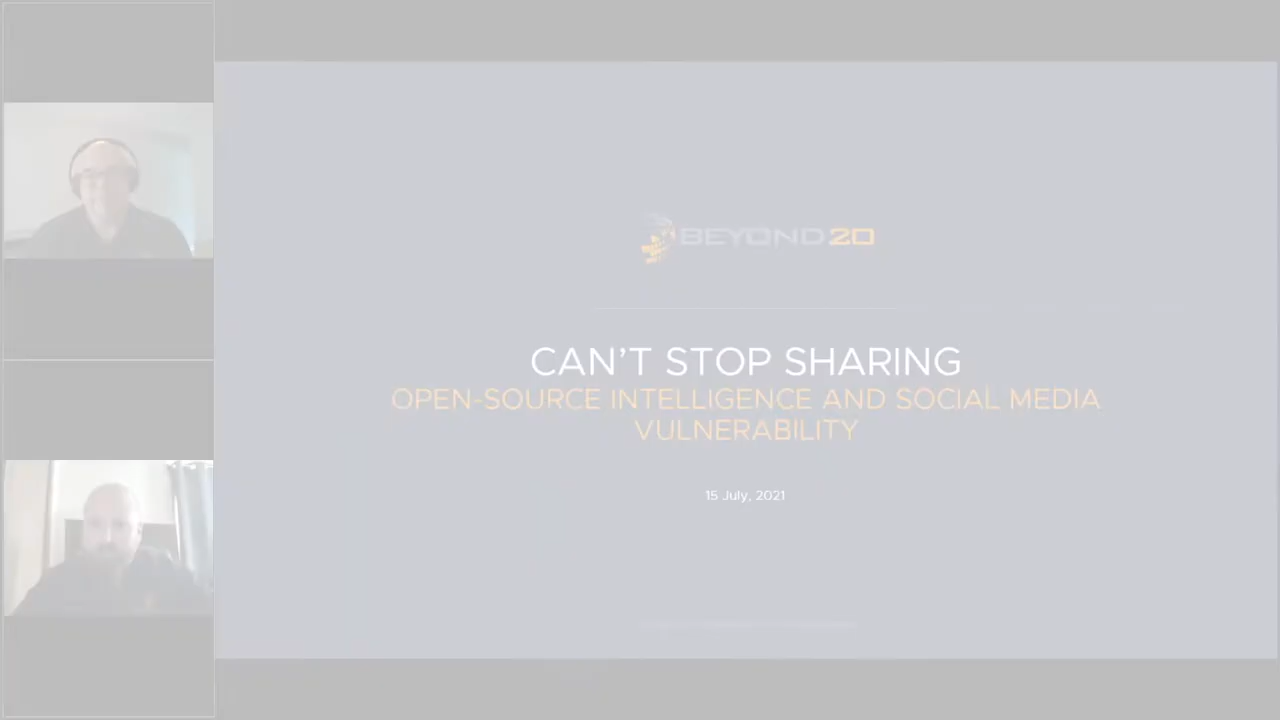 BEYOND20
CAN'T STOP SHARING
OPEN-SOURCE INTELLIGENCE AND SOCIAL MEDIA
VULNERABILITY
15 July, 2021